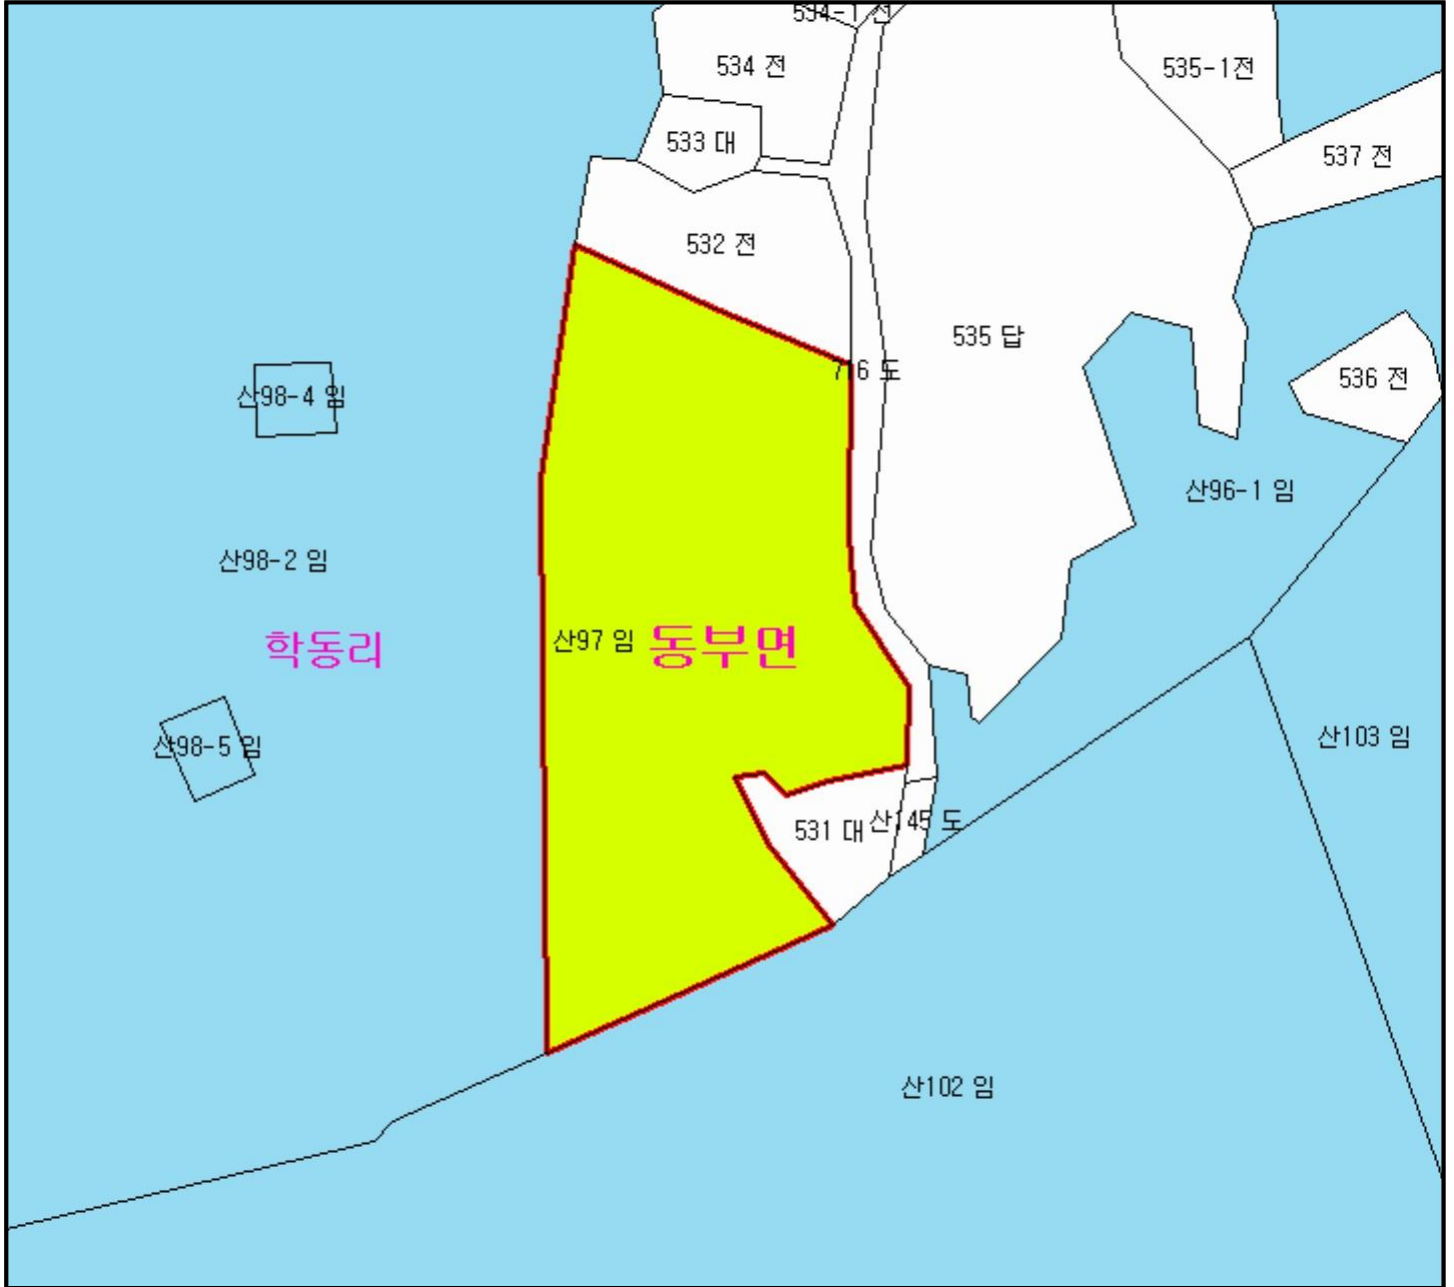 534-1 전
534 전
535-1전
533 대
537 전
532 전
535 답
716 도
536 전
산98-4 임
산96-1 임
산98-2 임
산97 임
동부면
학동리
산103 임
산98-5 임
531 대
산145 도
산102 임